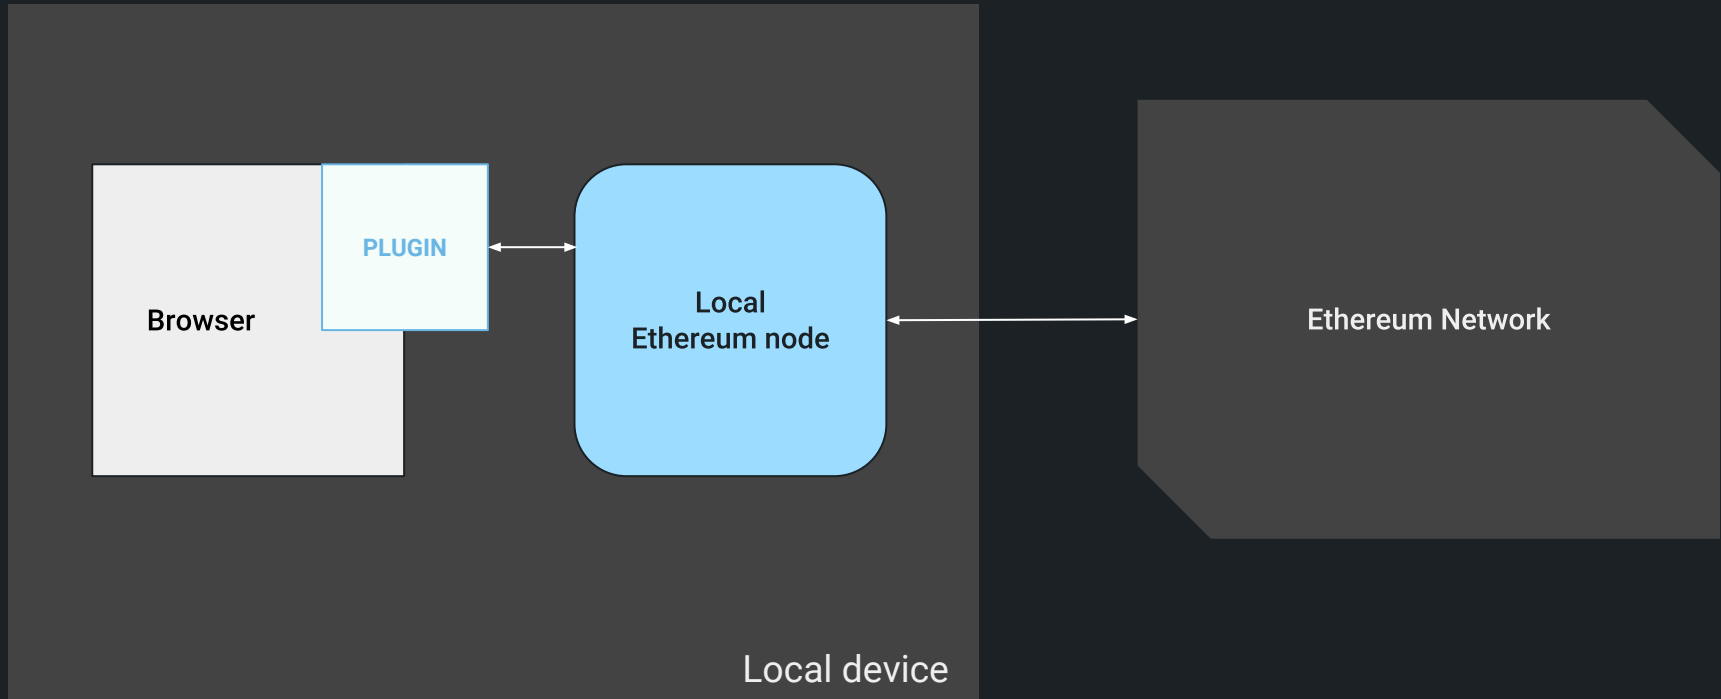 PLUGIN
Browser
Local
Ethereum node
Ethereum Network
Local device